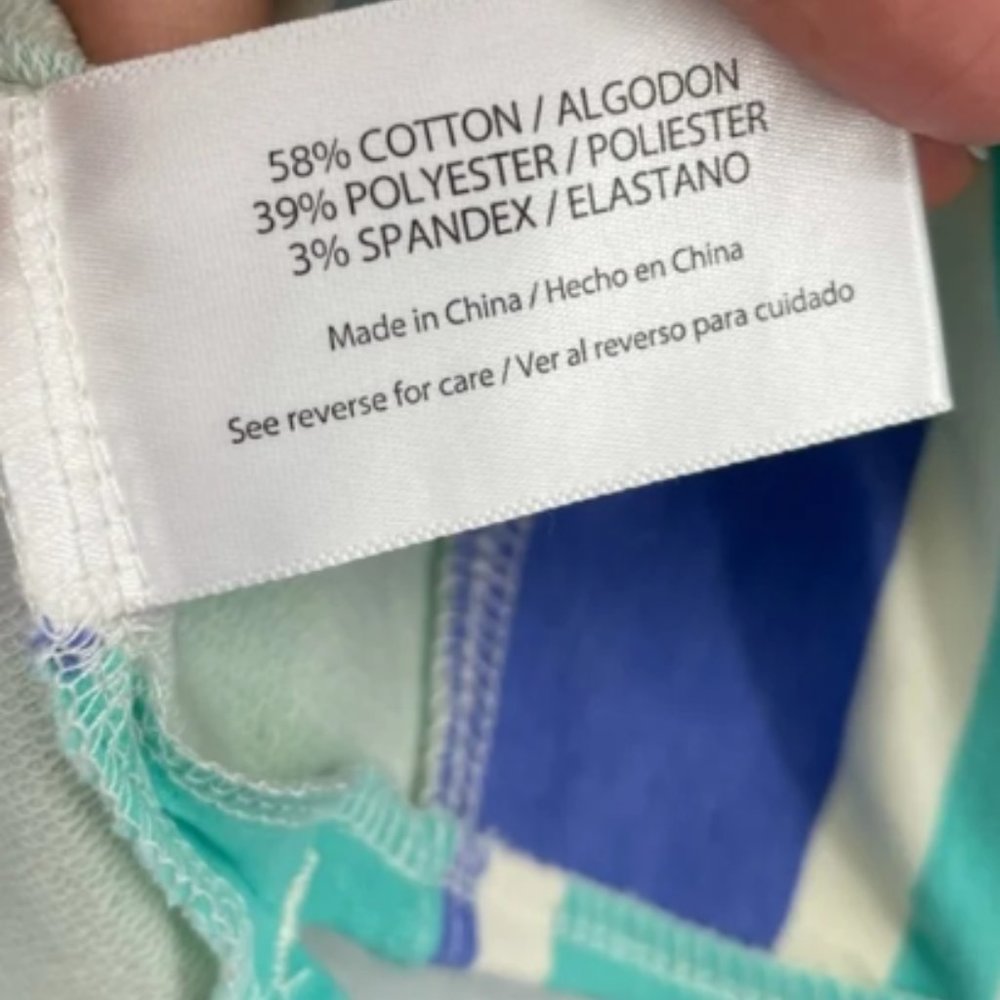 58% COTTON / ALGODON
39% POLYESTER / POLIESTER
3% SPANDEX / ELASTANO
Made in China / Hecho en China
See reverse for care / Ver al reverso para cuidado